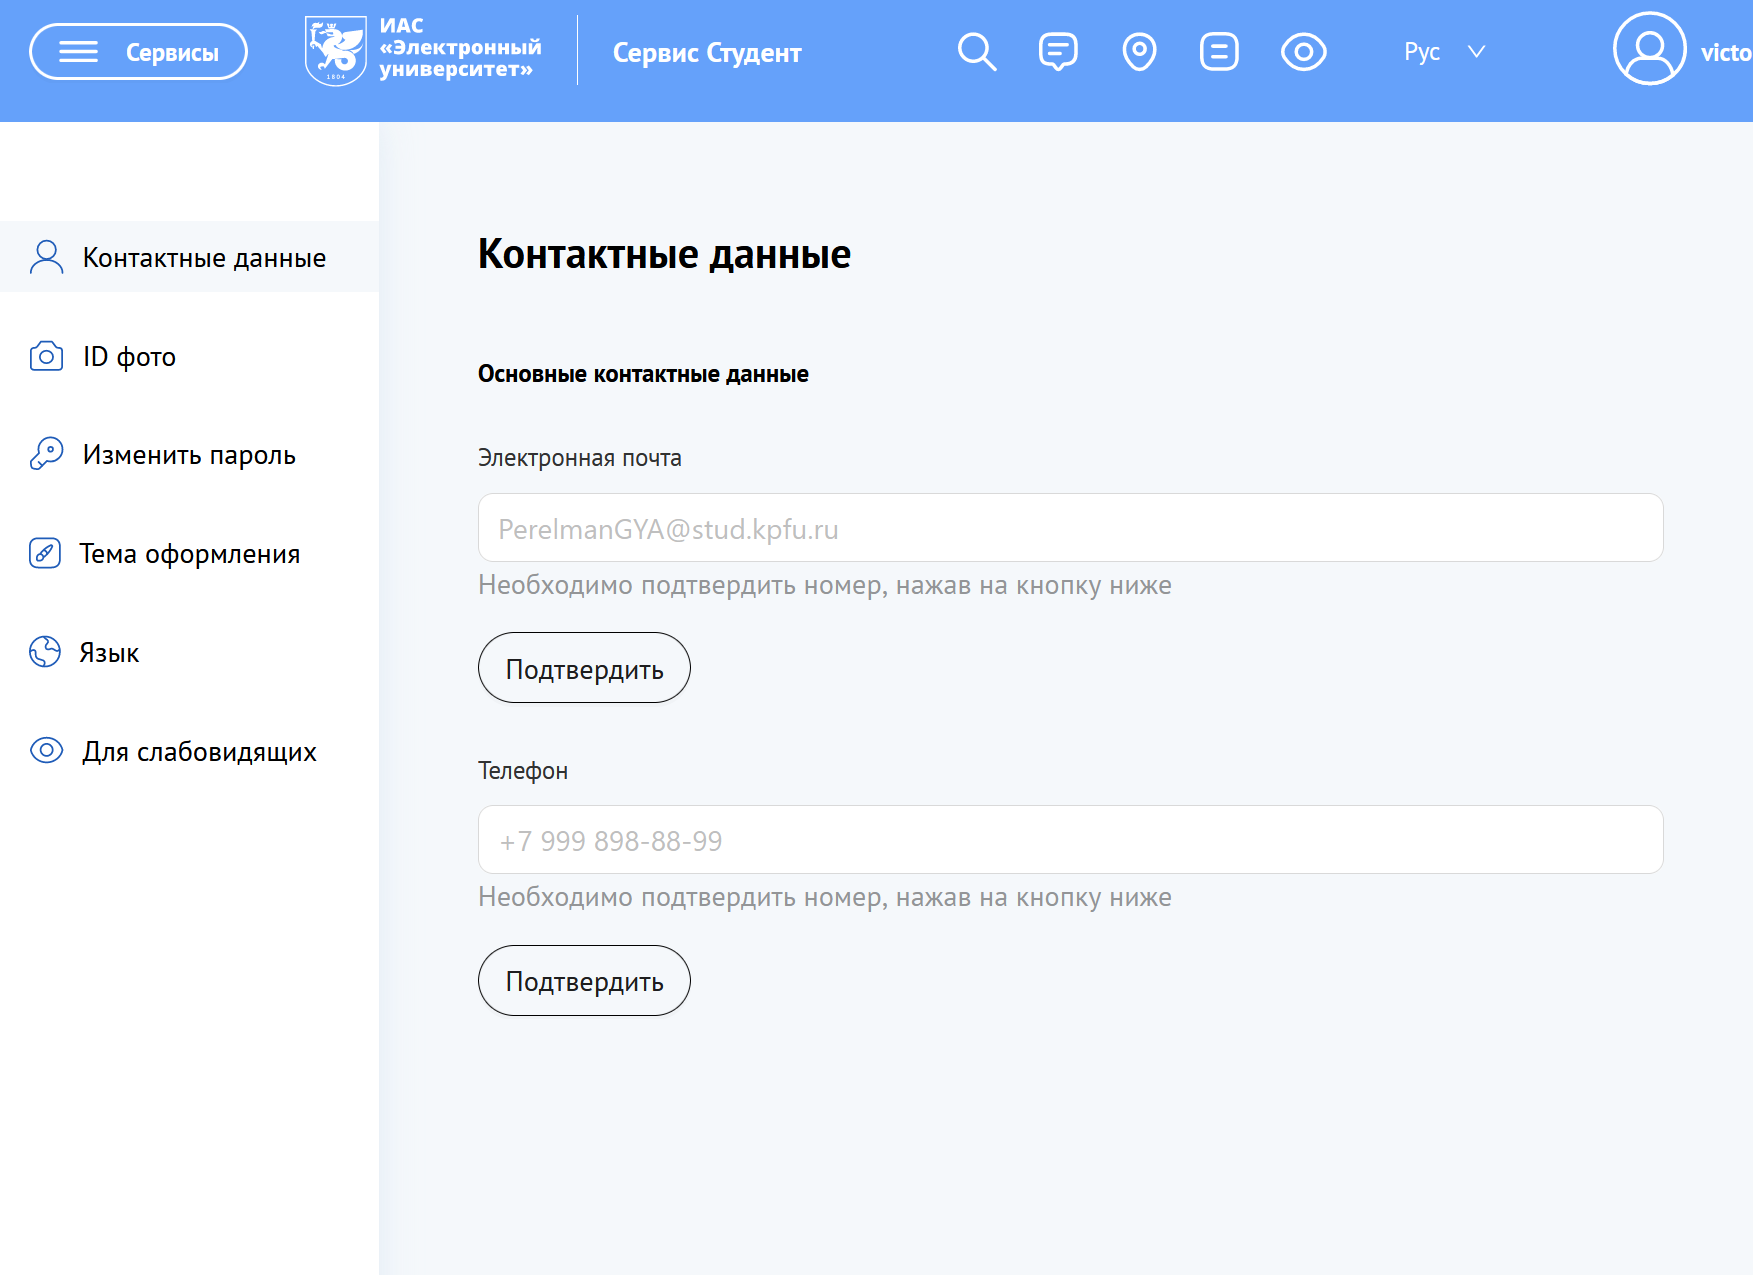 Сервисы
1804
ИАС
«Электронный
университет»
Сервис Студент
Рус
victo
Контактные данные
ID фото
Изменить пароль
Тема оформления
Язык
Для слабовидящих
Контактные данные
Основные контактные данные
Электронная почта
PerelmanGYA@stud.kpfu.ru
Необходимо подтвердить номер, нажав на кнопку ниже
Подтвердить
Телефон
+7 999 898-88-99
Необходимо подтвердить номер, нажав на кнопку ниже
Подтвердить